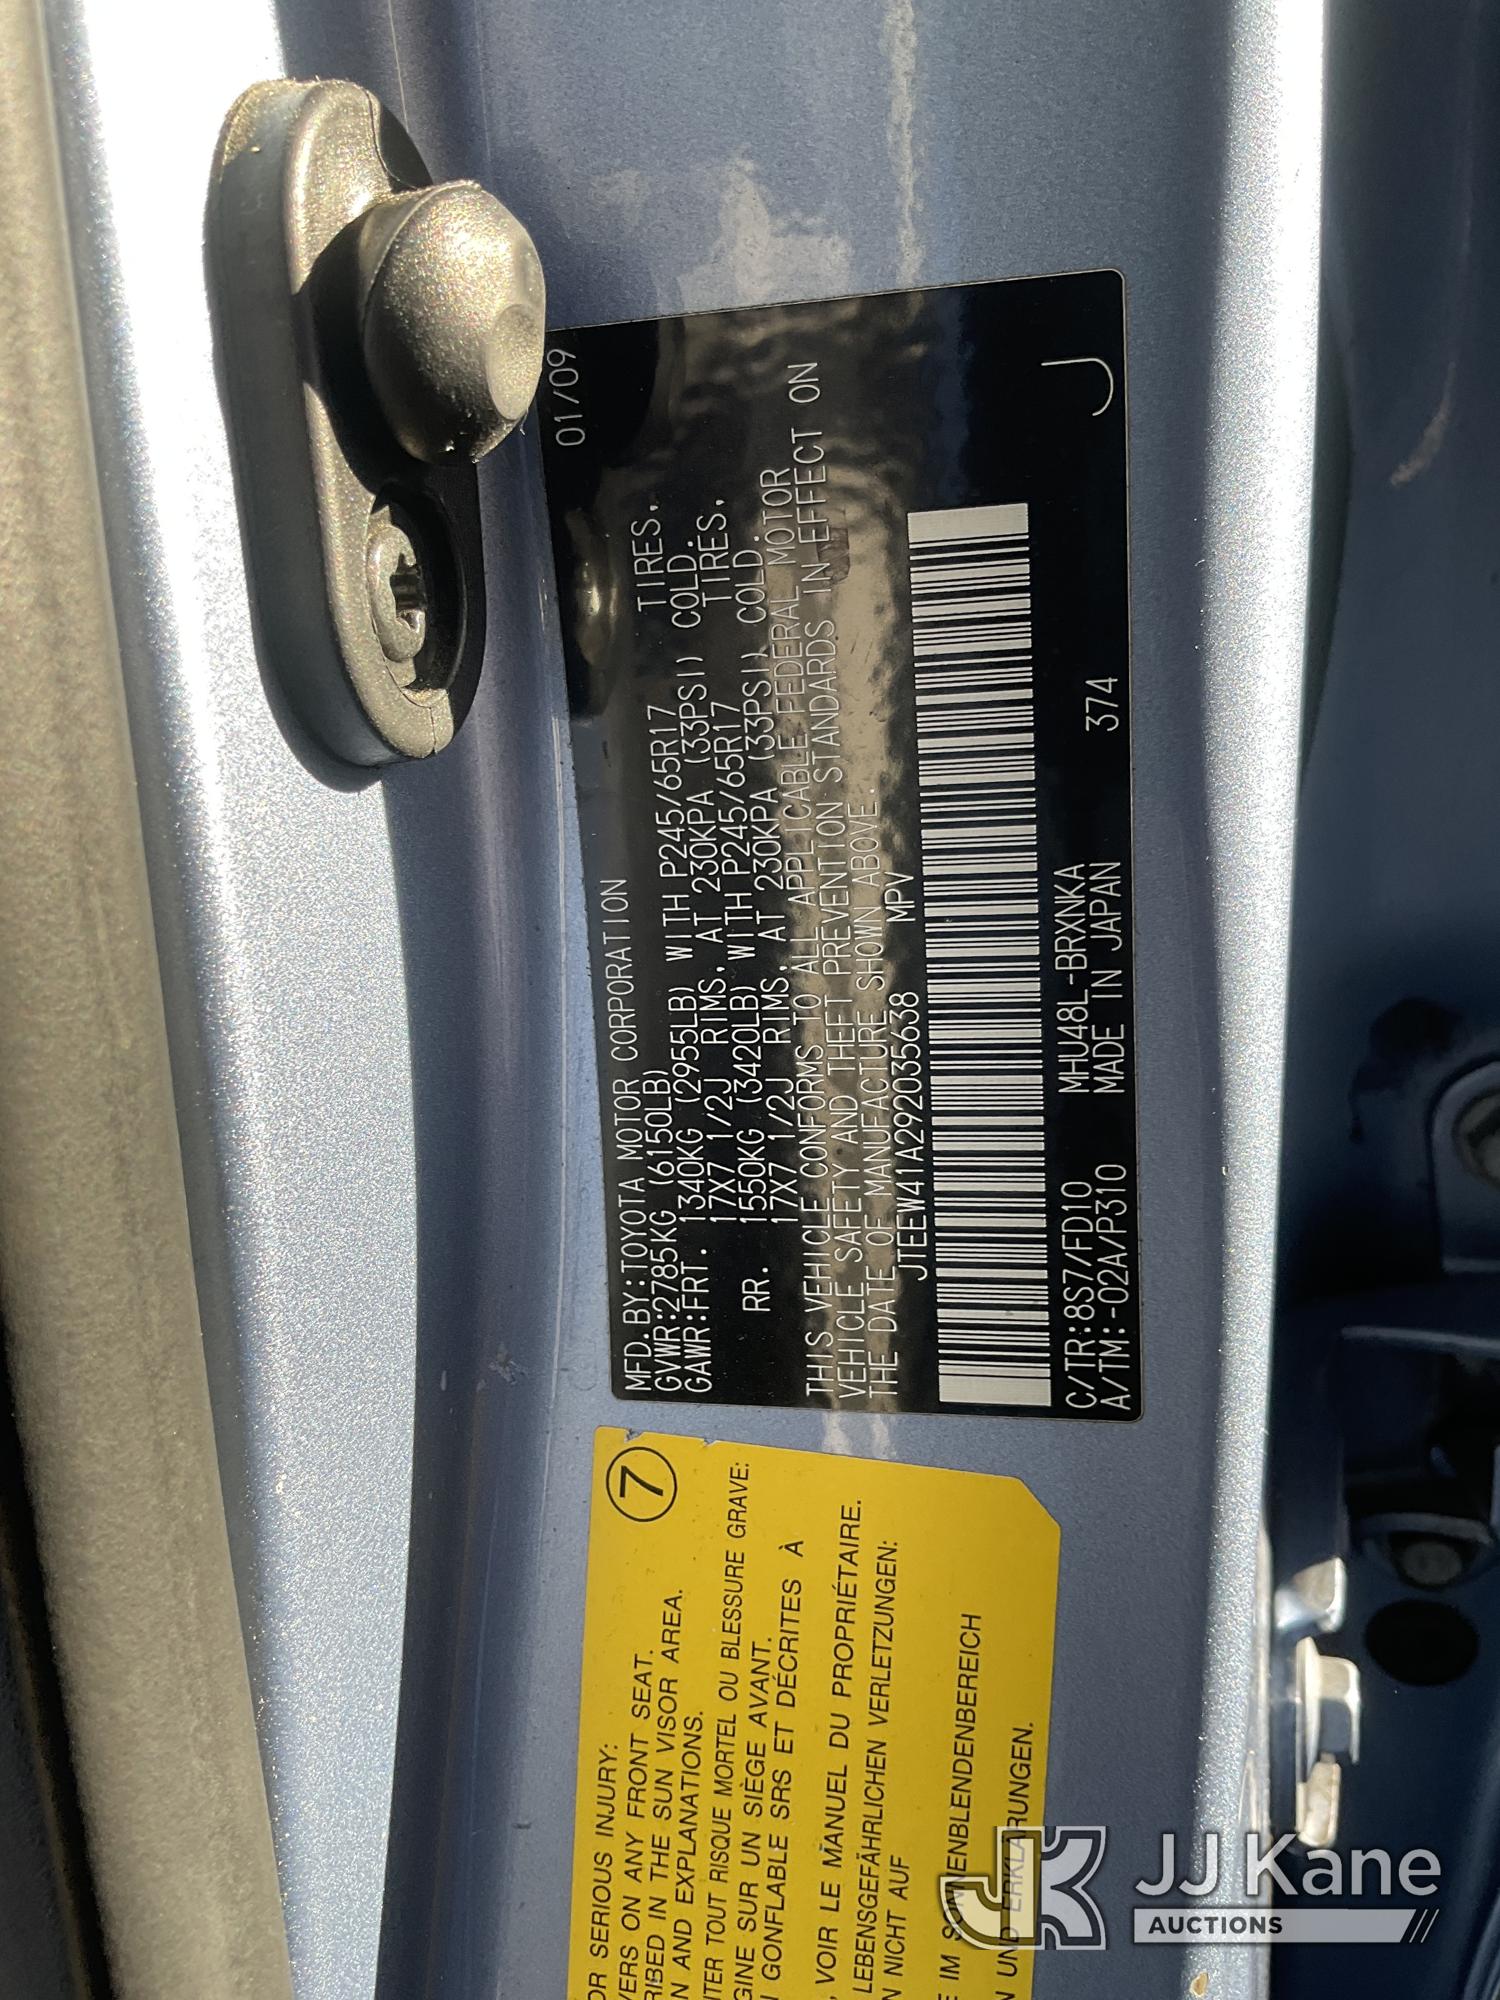 01/09
MFD.BY:TOYOTA MOTOR CORPORATION
GVWR:2785KG (6150LB)
GAWR:FRT. 1340KG (2955LB) WITH P245/65R17 TIRES,
17X7 1/2J RIMS, AT 230KPA (33PSI) COLD.
RR. 1550KG (3420LB) WITH P245/65R17 TIRES,
17X7 1/2J RIMS, AT 230KPA (33PSI) COLD.
THIS VEHICLE CONFORMS TO ALL APPLICABLE FEDERAL MOTOR
VEHICLE SAFETY AND THEFT PREVENTION STANDARDS IN EFFECT ON
THE DATE OF MANUFACTURE SHOWN ABOVE.
JTEEW41A292035638 MPV
C/TR:8S7/FD10 MHU48L-BRXNKA 374
A/TM:-02A/P310 MADE IN JAPAN
J
7
OR SERIOUS INJURY:
VERS ON ANY FRONT SEAT.
RIBED IN THE SUN VISOR AREA.
N AND EXPLANATIONS.
ITER TOUT RISQUE MORTEL OU BLESSURE GRAVE:
GINE SUR UN SIÈGE AVANT.
GONFLABLE SRS ET DÉCRITES À
, VOIR LE MANUEL DU PROPRIÉTAIRE.
LEBENSGEFÄHRLICHEN VERLETZUNGEN:
N NICHT AUF
E IM SONNENBLENDENBEREICH
N UND ERKLÄRUNGEN.
JK JJ Kane
AUCTIONS